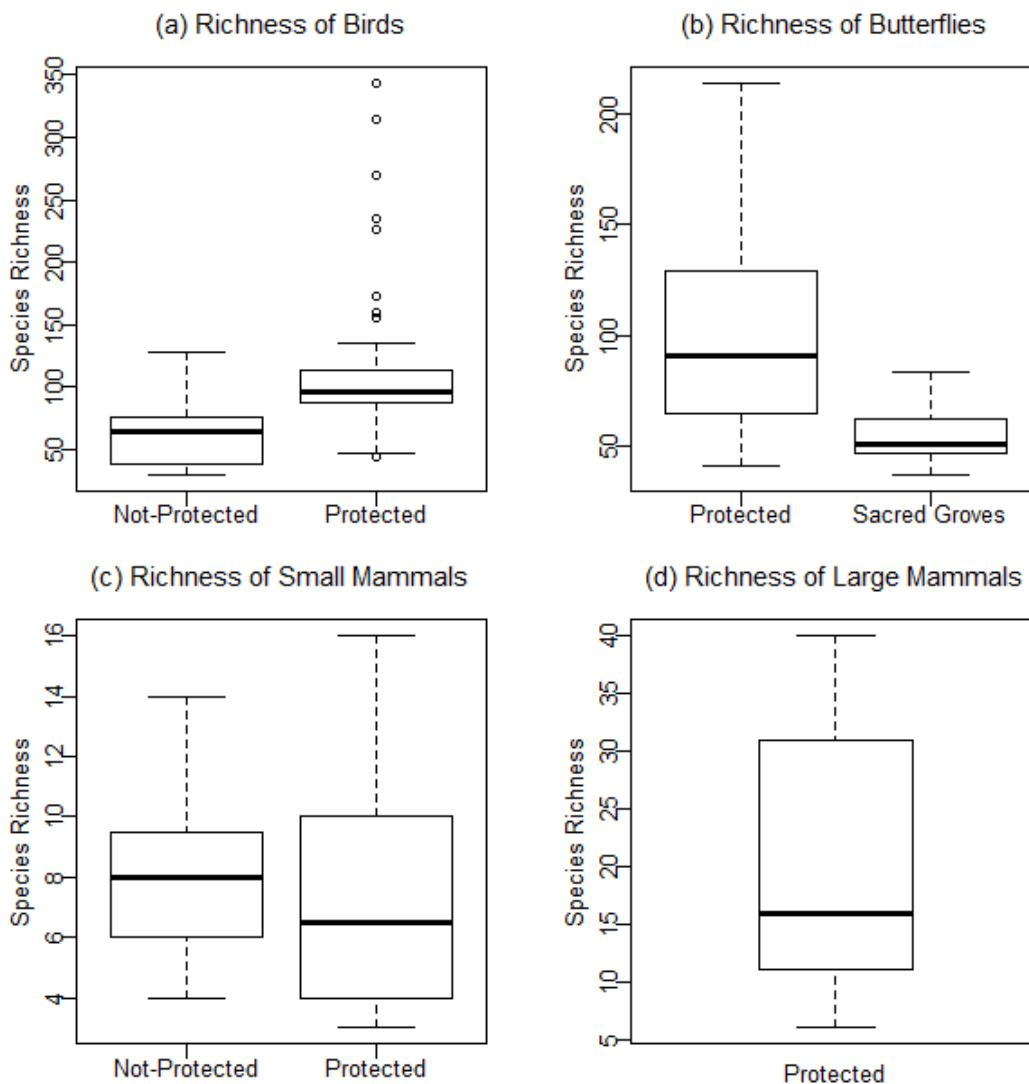 (a) Richness of Birds
Species Richness
350
300
250
200
150
100
50
Not-Protected Protected
(b) Richness of Butterflies
Species Richness
200
150
100
50
Protected Sacred Groves
(c) Richness of Small Mammals
Species Richness
16
14
12
10
8
6
4
Not-Protected Protected
(d) Richness of Large Mammals
Species Richness
40
35
30
25
20
15
10
5
Protected